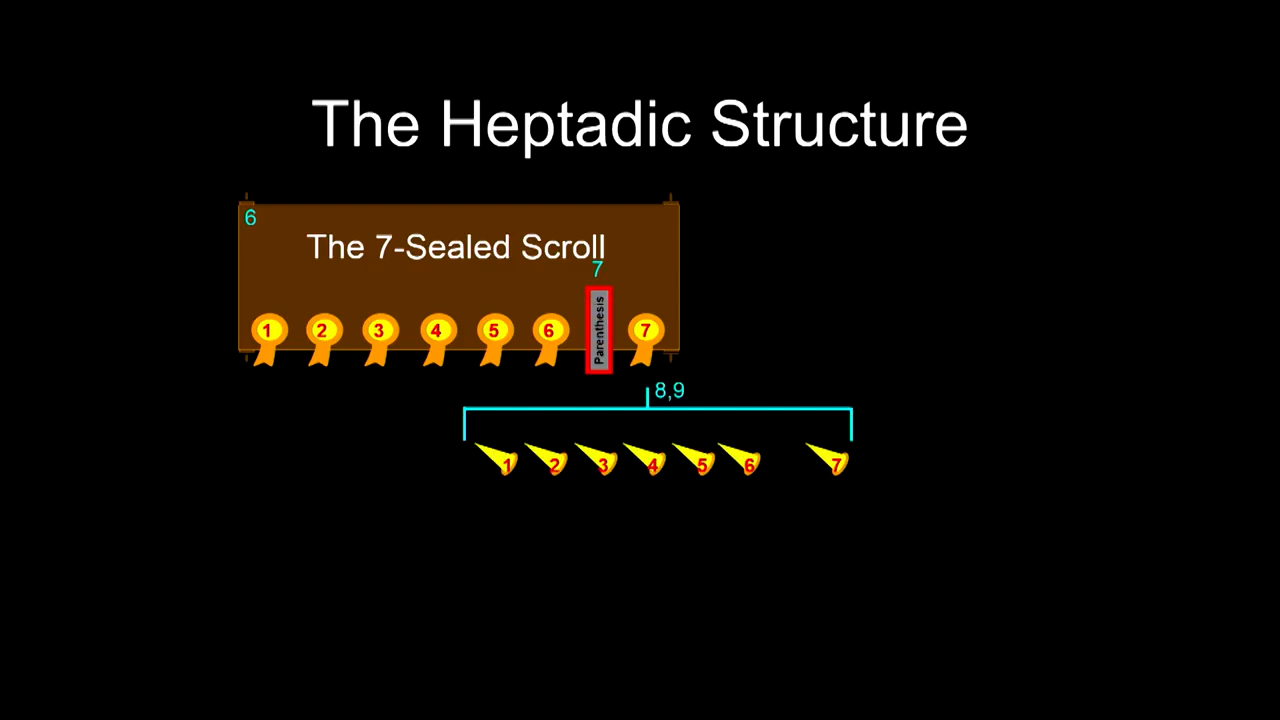 The Heptadic Structure
6
The 7-Sealed Scroll
7
1 2 3 4 5 6 Parenthesis 7
8,9
1 2 3 4 5 6 7